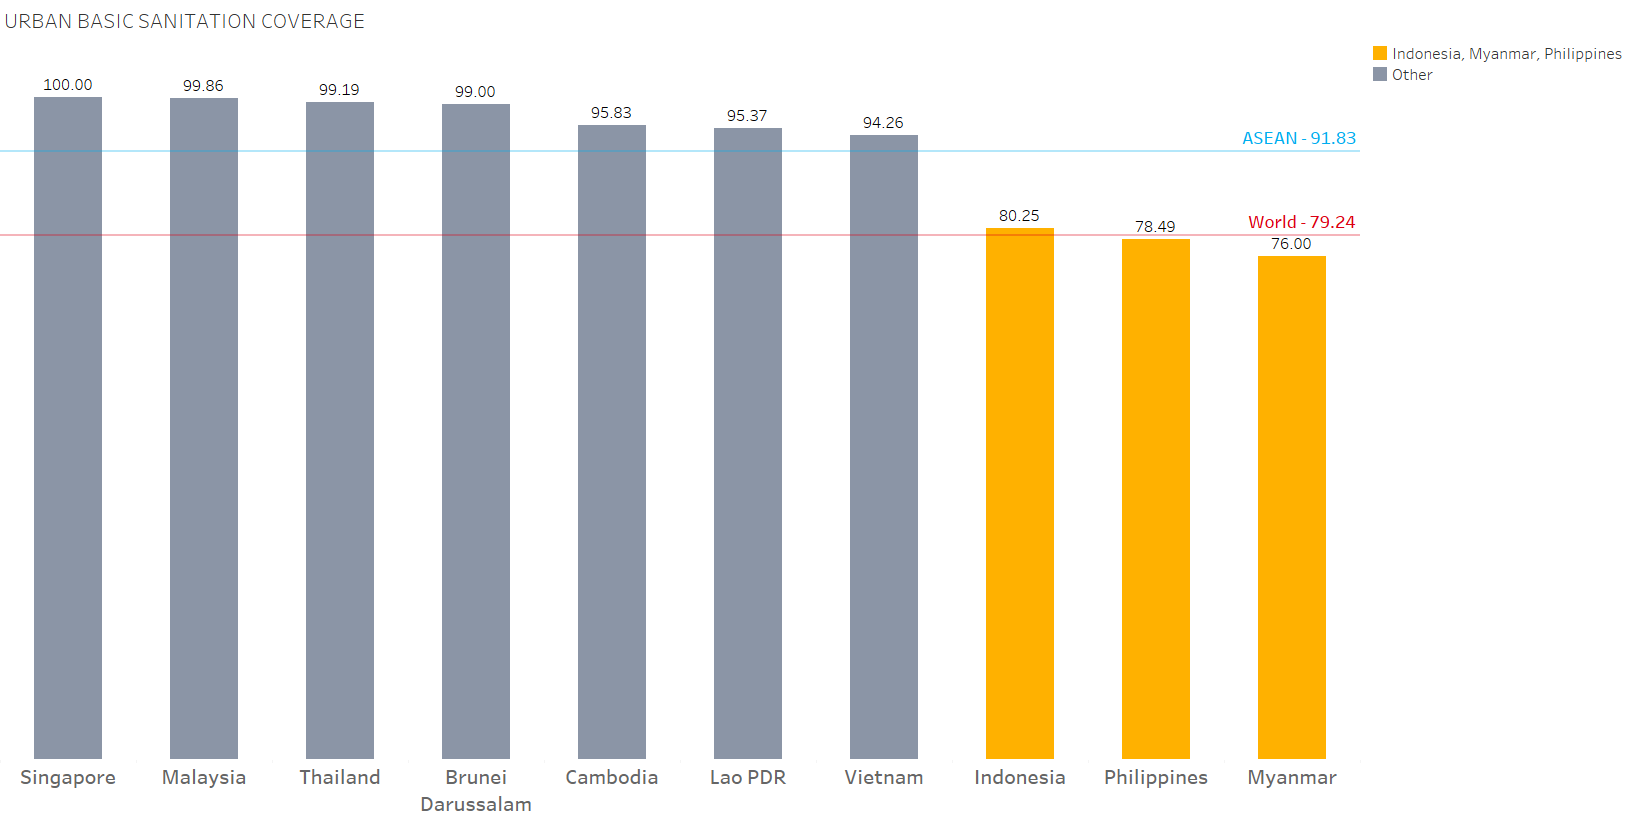 URBAN BASIC SANITATION COVERAGE
Indonesia, Myanmar, Philippines
Other
100.00
99.86
99.19
99.00
95.83
95.37
94.26
ASEAN - 91.83
80.25
78.49
World - 79.24
76.00
Singapore
Malaysia
Thailand
Brunei
Darussalam
Cambodia
Lao PDR
Vietnam
Indonesia
Philippines
Myanmar